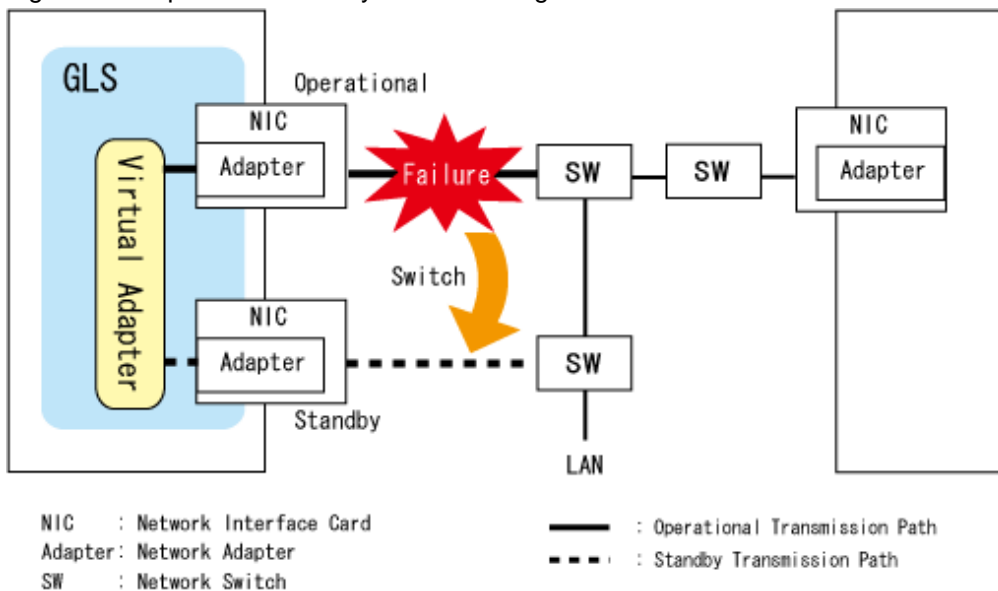 GLS
Operational
NIC
Adapter
Virtual Adapter
Failure
SW
SW
NIC
Adapter
Switch
NIC
Adapter
Standby
SW
LAN
NIC : Network Interface Card
Adapter: Network Adapter
SW : Network Switch
: Operational Transmission Path
: Standby Transmission Path